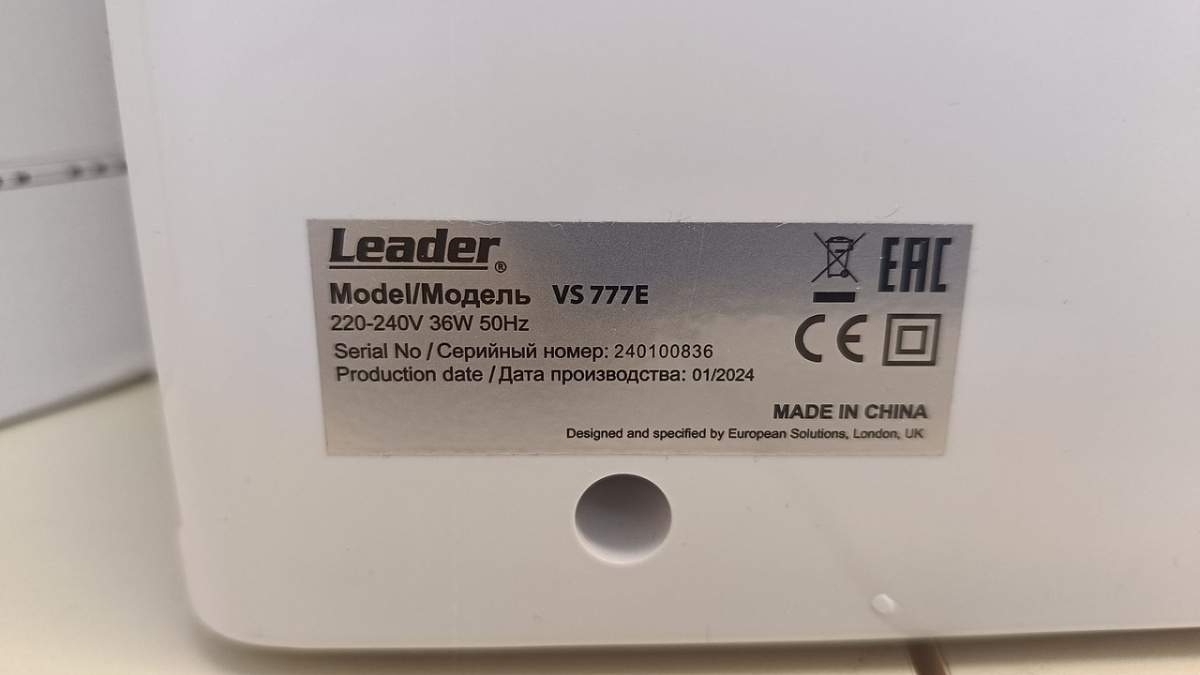 Leader®
EAC
Model/Модель VS 777E
220-240V 36W 50Hz
CE
Serial No / Серийный номер: 240100836
Production date / Дата производства: 01/2024
MADE IN CHINA
Designed and specified by European Solutions, London, UK